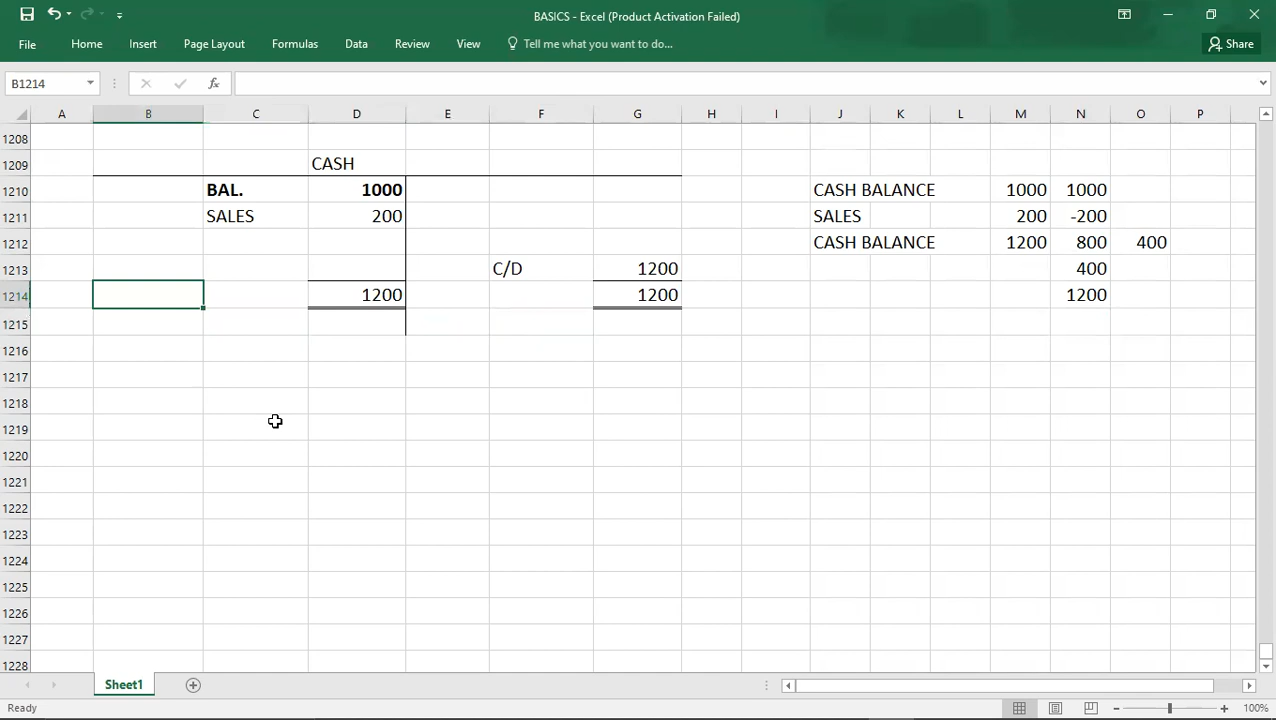 BASICS - Excel (Product Activation Failed)
File Home Insert Page Layout Formulas Data Review View Tell me what you want to do... Share
B1214 fx
A B C D E F G H I J K L M N O P
1208
1209 CASH
1210 BAL. 1000 CASH BALANCE 1000 1000
1211 SALES 200 SALES 200 -200
1212 CASH BALANCE 1200 800 400
1213 C/D 1200 400
1214 1200 1200 1200
1215
1216
1217
1218
1219
1220
1221
1222
1223
1224
1225
1226
1227
1228
Sheet1
Ready 100%